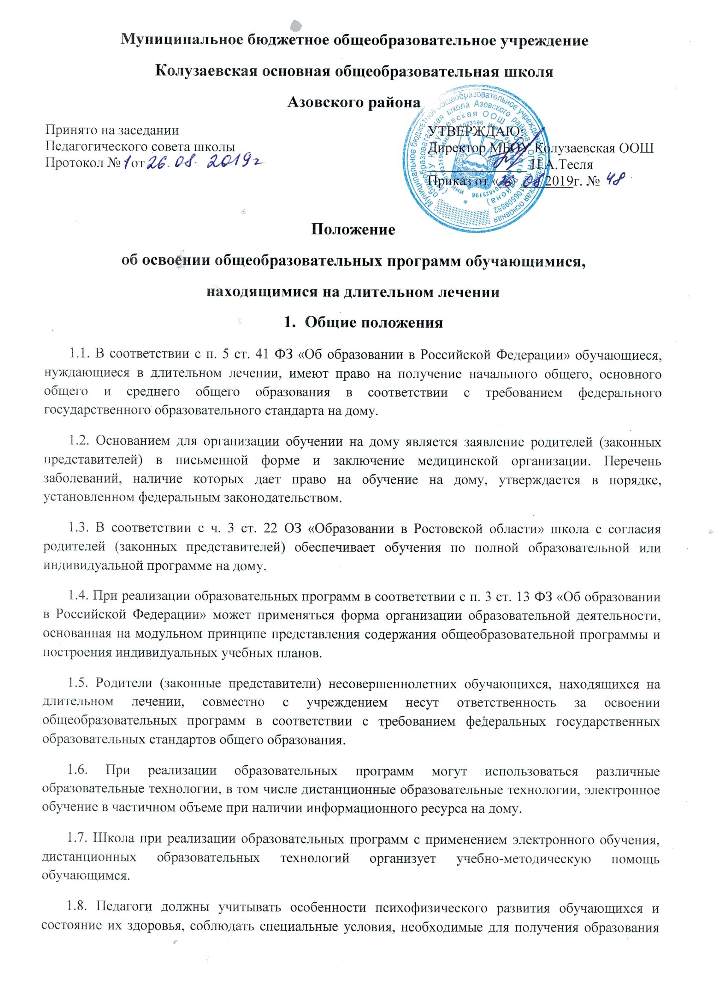 Муниципальное бюджетное общеобразовательное учреждение
Колузаевская основная общеобразовательная школя
Азовского района
Принято на заседании
Педагогического совета школы
Протокол № 1 от 26.08. 2019г
УТВЕРЖДАЮ:
Директор МБОУ Колузаевская ООШ
Н.А.Тесля
Приказ от «26» 08 2019г. № 48
Муниципальное бюджетное общеобразовательное учреждение Колузаевская основная
общеобразовательная школа Азовского района ОГРН
(МБОУ Колузаевская ООШ Азовского района)
Положение
об освоении общеобразовательных программ обучающимися,
находящимися на длительном лечении
1. Общие положения
1.1. В соответствии с п. 5 ст. 41 ФЗ «Об образовании в Российской Федерации» обучающиеся,
нуждающиеся в длительном лечении, имеют право на получение начального общего, основного
общего и среднего общего образования в соответствии с требованием федерального
государственного образовательного стандарта на дому.
1.2. Основанием для организации обучении на дому является заявление родителей (законных
представителей) в письменной форме и заключение медицинской организации. Перечень
заболеваний, наличие которых дает право на обучение на дому, утверждается в порядке,
установленном федеральным законодательством.
1.3. В соответствии с ч. 3 ст. 22 ОЗ «Образовании в Ростовской области» школа с согласия
родителей (законных представителей) обеспечивает обучения по полной образовательной или
индивидуальной программе на дому.
1.4. При реализации образовательных программ в соответствии с п. 3 ст. 13 ФЗ «Об образовании
в Российской Федерации» может применяться форма организации образовательной деятельности,
основанная на модульном принципе представления содержания общеобразовательной программы и
построения индивидуальных учебных планов.
1.5. Родители (законные представители) несовершеннолетних обучающихся, находящихся на
длительном лечении, совместно с учреждением несут ответственность за освоении
общеобразовательных программ в соответствии с требованием федеральных государственных
образовательных стандартов общего образования.
1.6. При реализации образовательных программ могут использоваться различные
образовательные технологии, в том числе дистанционные образовательные технологии, электронное
обучение в частичном объеме при наличии информационного ресурса на дому.
1.7. Школа при реализации образовательных программ с применением электронного обучения,
дистанционных образовательных технологий организует учебно-методическую помощь
обучающимся.
1.8. Педагоги должны учитывать особенности психофизического развития обучающихся и
состояние их здоровья, соблюдать специальные условия, необходимые для получения образования